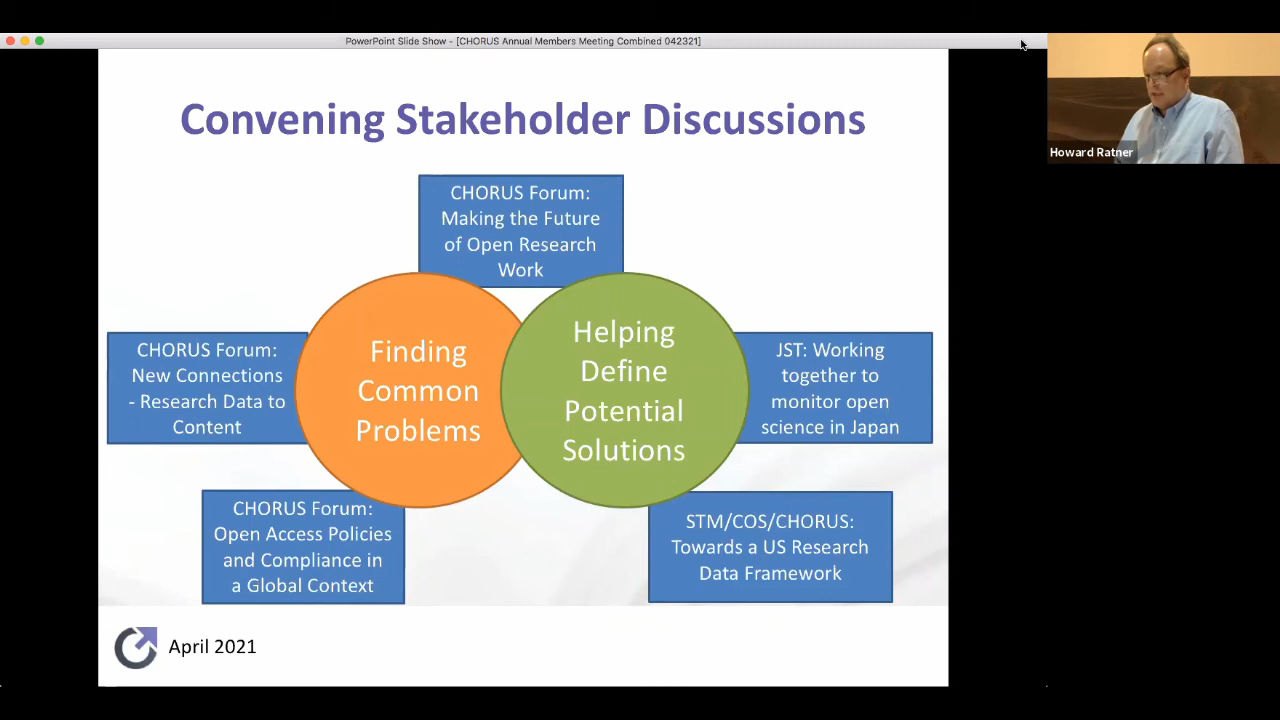 PowerPoint Slide Show - [CHORUS Annual Members Meeting Combined 042321]
Howard Ratner
Convening Stakeholder Discussions
CHORUS Forum:
Making the Future
of Open Research
Work
Finding
Common
Problems
Helping
Define
Potential
Solutions
CHORUS Forum:
New Connections
- Research Data to
Content
JST: Working
together to
monitor open
science in Japan
CHORUS Forum:
Open Access Policies
and Compliance in
a Global Context
STM/COS/CHORUS:
Towards a US Research
Data Framework
April 2021